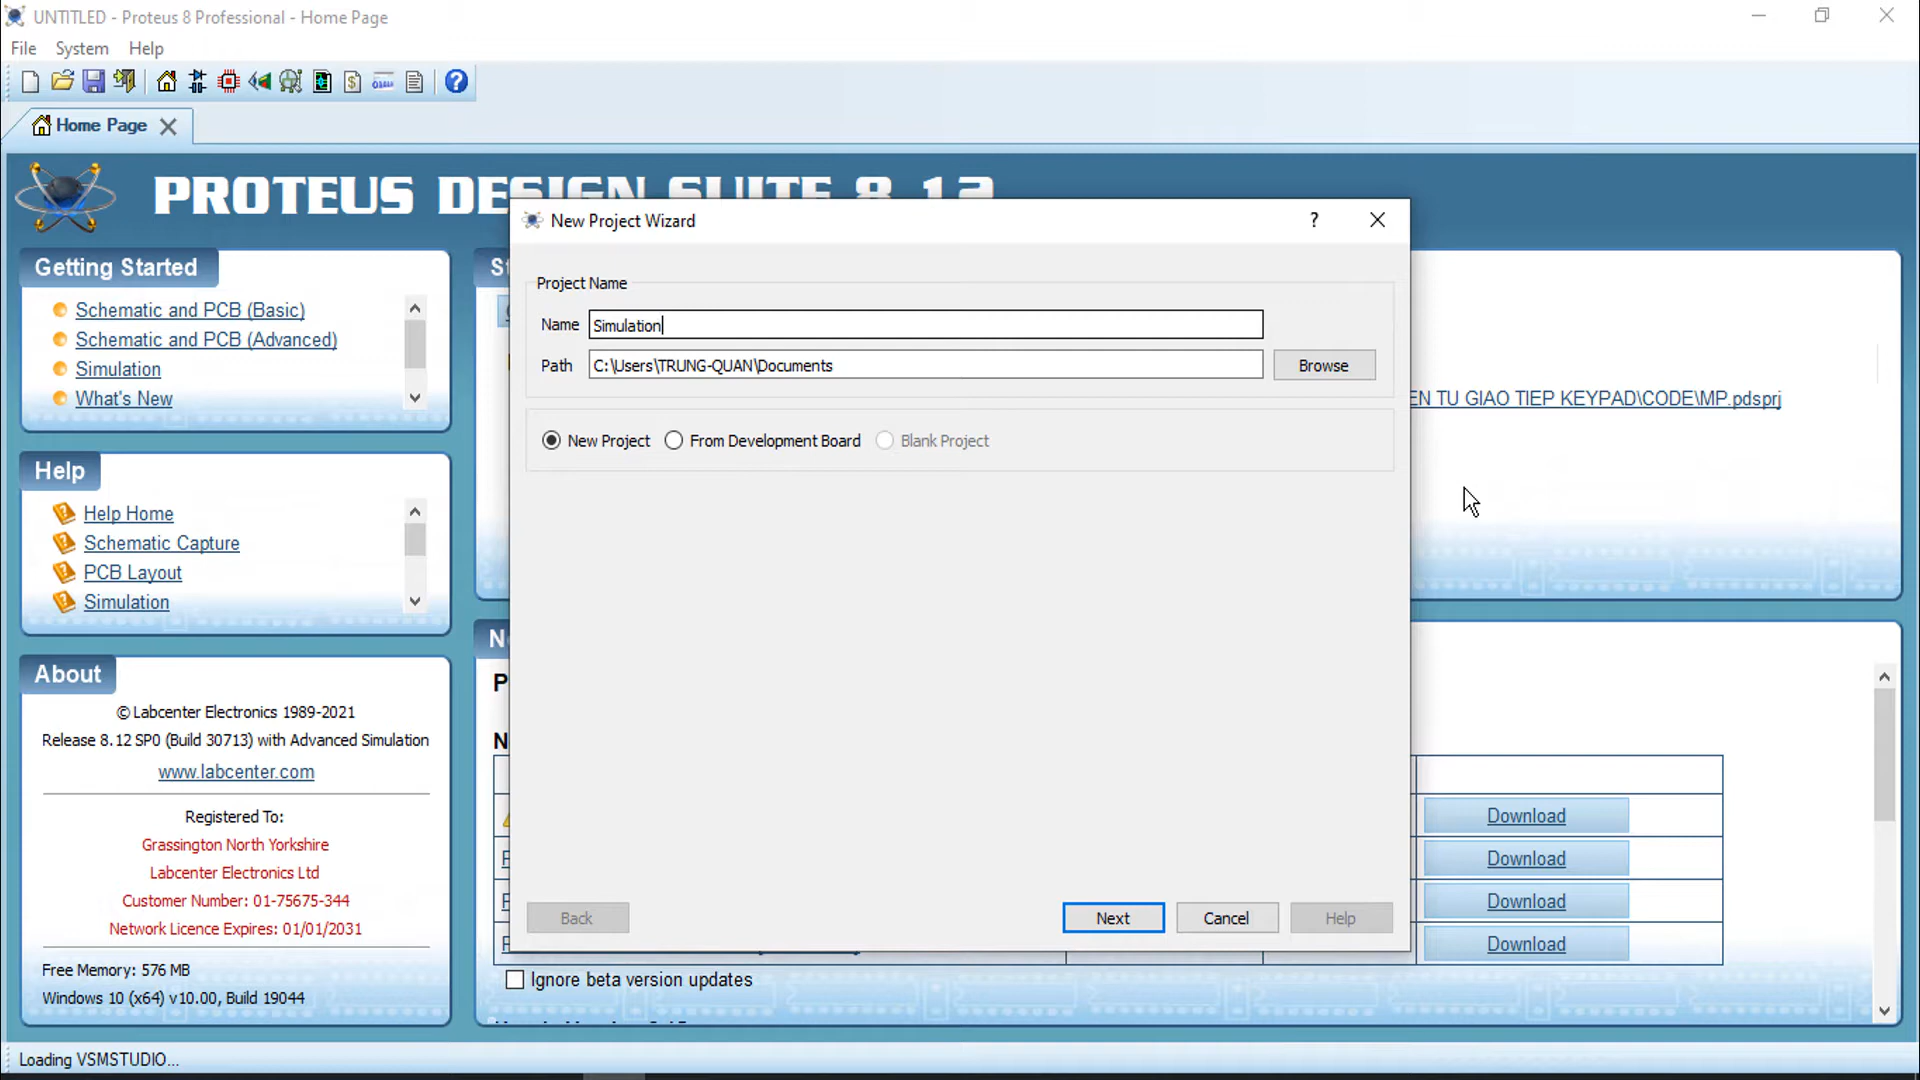 UNTITLED - Proteus 8 Professional - Home Page
File System Help
Home Page
PROTEUS DESIGN SUITE 8.12
New Project Wizard
?
Project Name
Name Simulation
Path C:\Users\TRUNG-QUAN\Documents Browse
New Project From Development Board Blank Project
Back Next Cancel Help
Getting Started
Schematic and PCB (Basic)
Schematic and PCB (Advanced)
Simulation
What's New
Help
Help Home
Schematic Capture
PCB Layout
Simulation
About
© Labcenter Electronics 1989-2021
Release 8.12 SP0 (Build 30713) with Advanced Simulation
www.labcenter.com
Registered To:
Grassington North Yorkshire
Labcenter Electronics Ltd
Customer Number: 01-75675-344
Network Licence Expires: 01/01/2031
Free Memory: 576 MB
Windows 10 (x64) v10.00, Build 19044
EN TU GIAO TIEP KEYPAD\CODE\MP.pdsprj
Download
Download
Download
Download
Ignore beta version updates
Loading VSMSTUDIO...